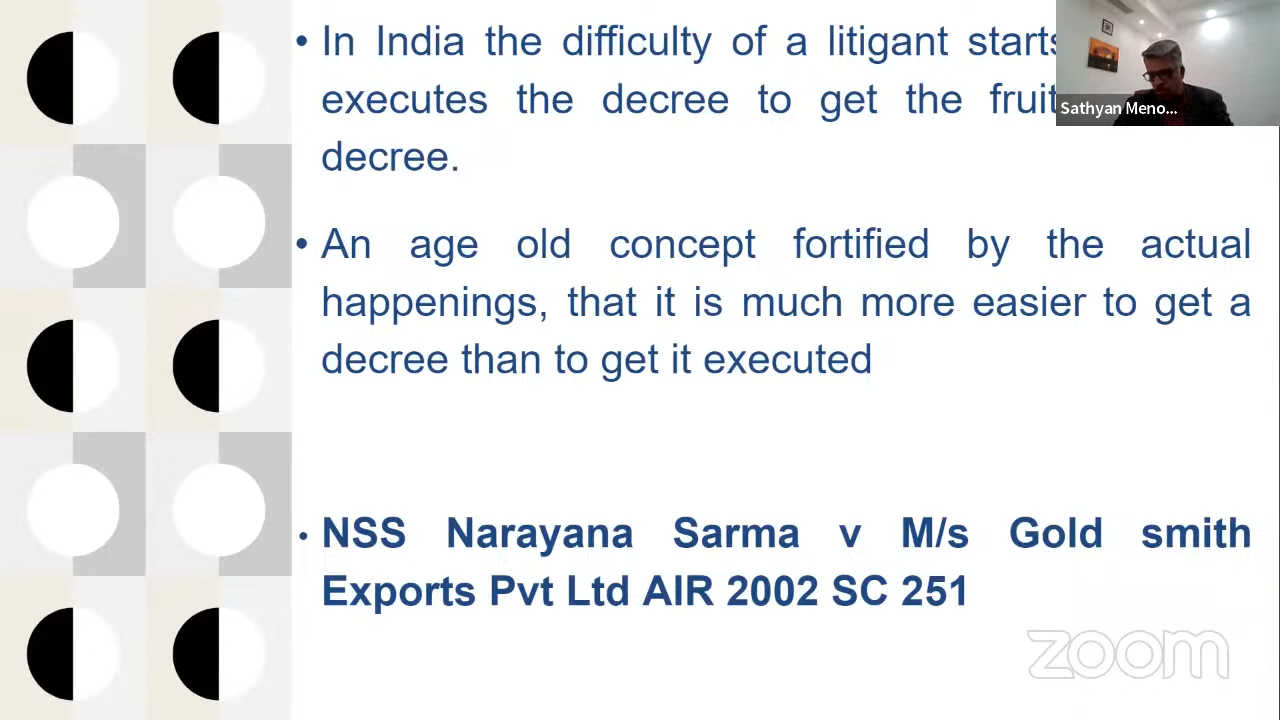 • In India the difficulty of a litigant starts
executes the decree to get the fruit
decree.
• An age old concept fortified by the actual
happenings, that it is much more easier to get a
decree than to get it executed
• NSS Narayana Sarma v M/s Gold smith
Exports Pvt Ltd AIR 2002 SC 251
Sathyan Meno...
zoom